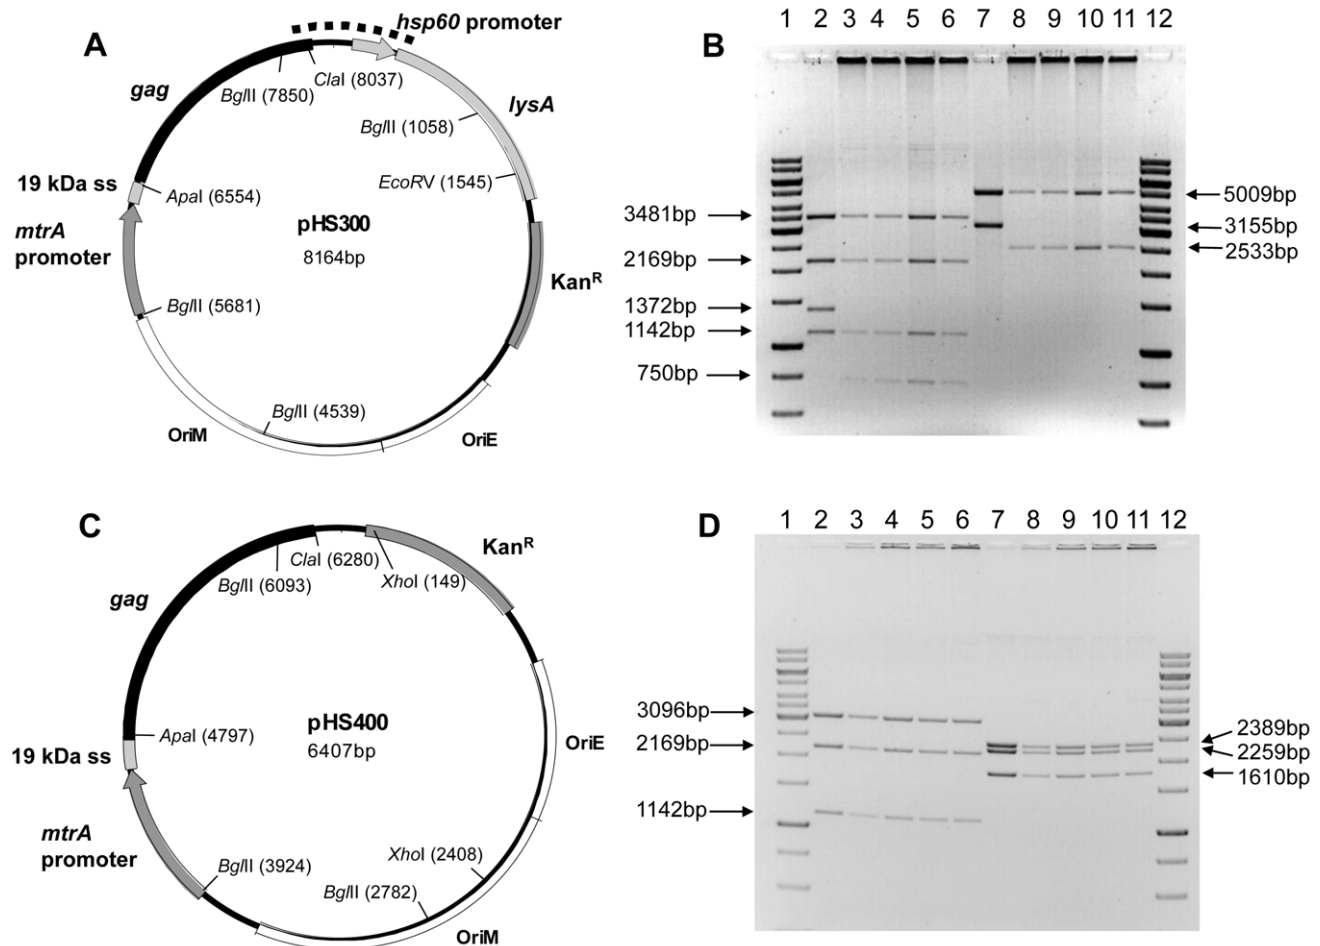 A
hsp60 promoter
gag
BglII (7850)
ClaI (8037)
lysA
BglII (1058)
EcoRV (1545)
19 kDa ss
ApaI (6554)
mtrA
promoter
pHS300
8164bp
KanR
BglII (5681)
BglII (4539)
OriM
OriE
B
1 2 3 4 5 6 7 8 9 10 11 12
3481bp
2169bp
1372bp
1142bp
750bp
5009bp
3155bp
2533bp
C
KanR
ClaI (6280)
BglII (6093)
XhoI (149)
gag
ApaI (4797)
19 kDa ss
pHS400
6407bp
OriE
mtrA
promoter
BglII (3924)
XhoI (2408)
BglII (2782)
OriM
D
1 2 3 4 5 6 7 8 9 10 11 12
3096bp
2169bp
1142bp
2389bp
2259bp
1610bp